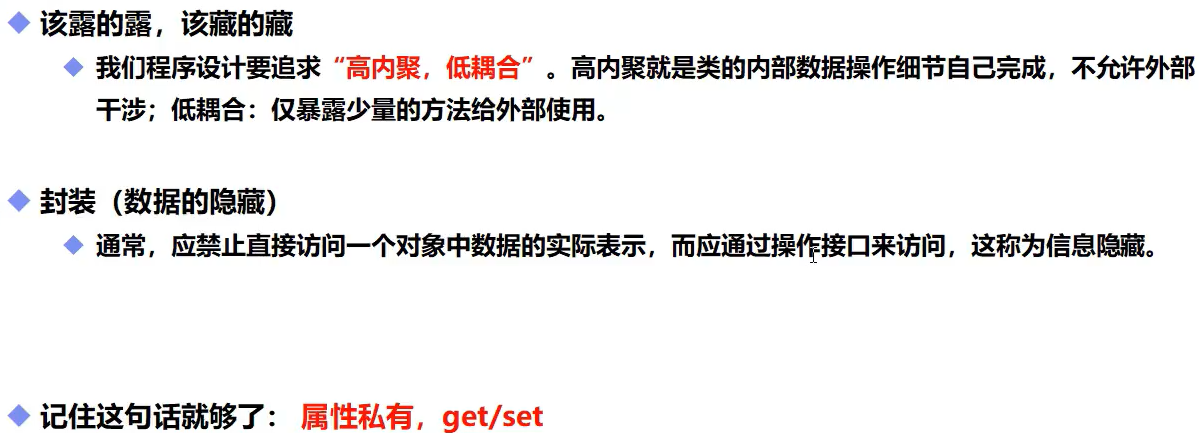 该露的露，该藏的藏
我们程序设计要追求“高内聚，低耦合”。高内聚就是类的内部数据操作细节自己完成，不允许外部
干涉；低耦合：仅暴露少量的方法给外部使用。
封装（数据的隐藏）
通常，应禁止直接访问一个对象中数据的实际表示，而应通过操作接口来访问，这称为信息隐藏。
记住这句话就够了：属性私有，get/set